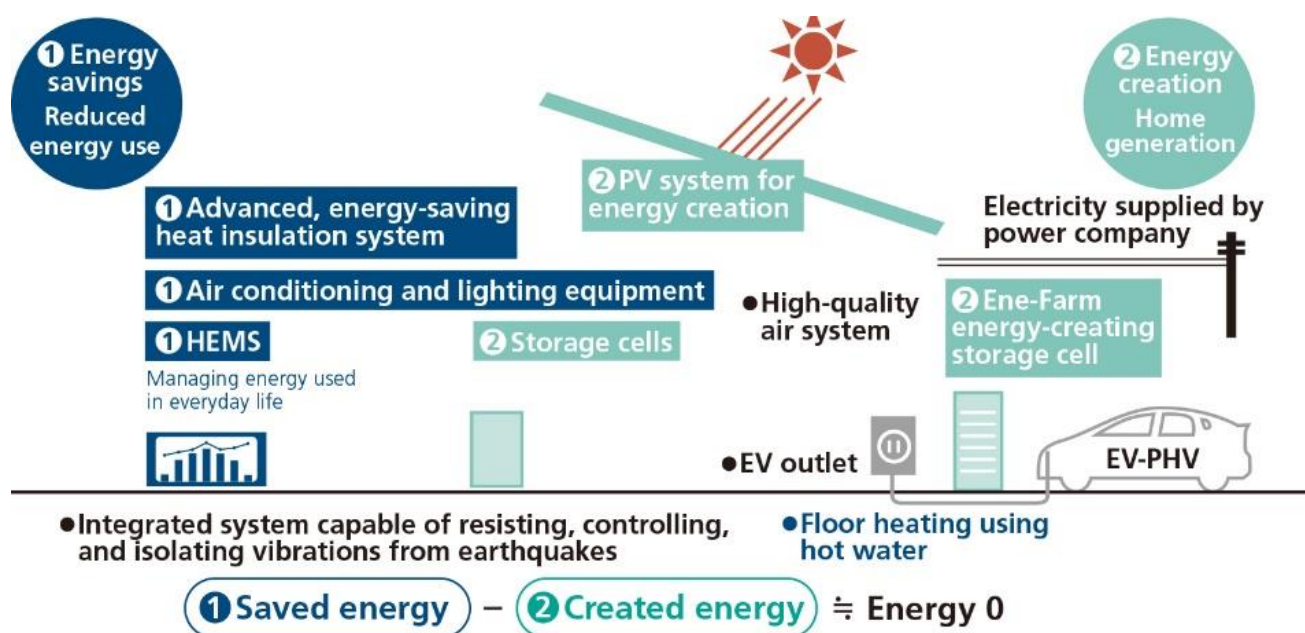 ❶ Energy
savings
Reduced
energy use
❷ Energy
creation
Home
generation
❷ PV system for
energy creation
❶ Advanced, energy-saving
heat insulation system
Electricity supplied by
power company
❶ Air conditioning and lighting equipment
● High-quality
air system
❷ Ene-Farm
energy-creating
storage cell
❶ HEMS
❷ Storage cells
Managing energy used
in everyday life
● EV outlet
EV-PHV
● Integrated system capable of resisting, controlling,
and isolating vibrations from earthquakes
● Floor heating using
hot water
❶ Saved energy – ❷ Created energy ≒ Energy 0